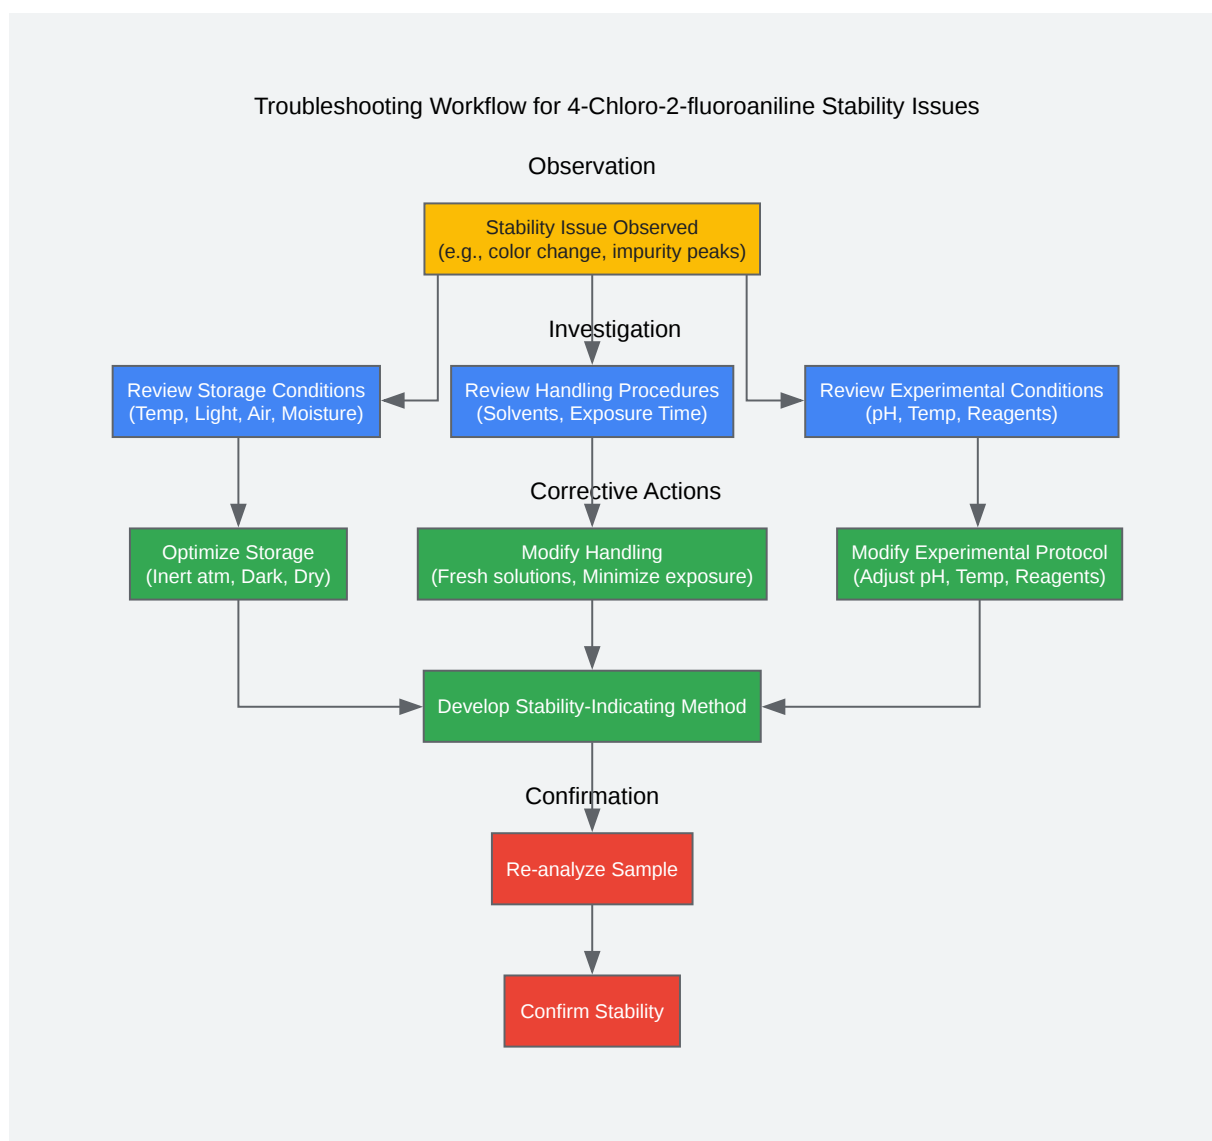 Troubleshooting Workflow for 4-Chloro-2-fluoroaniline Stability Issues
Observation
Stability Issue Observed
(e.g., color change, impurity peaks)
Investigation
Review Storage Conditions
(Temp, Light, Air, Moisture)
Review Handling Procedures
(Solvents, Exposure Time)
Review Experimental Conditions
(pH, Temp, Reagents)
Corrective Actions
Optimize Storage
(Inert atm, Dark, Dry)
Modify Handling
(Fresh solutions, Minimize exposure)
Modify Experimental Protocol
(Adjust pH, Temp, Reagents)
Develop Stability-Indicating Method
Confirmation
Re-analyze Sample
Confirm Stability